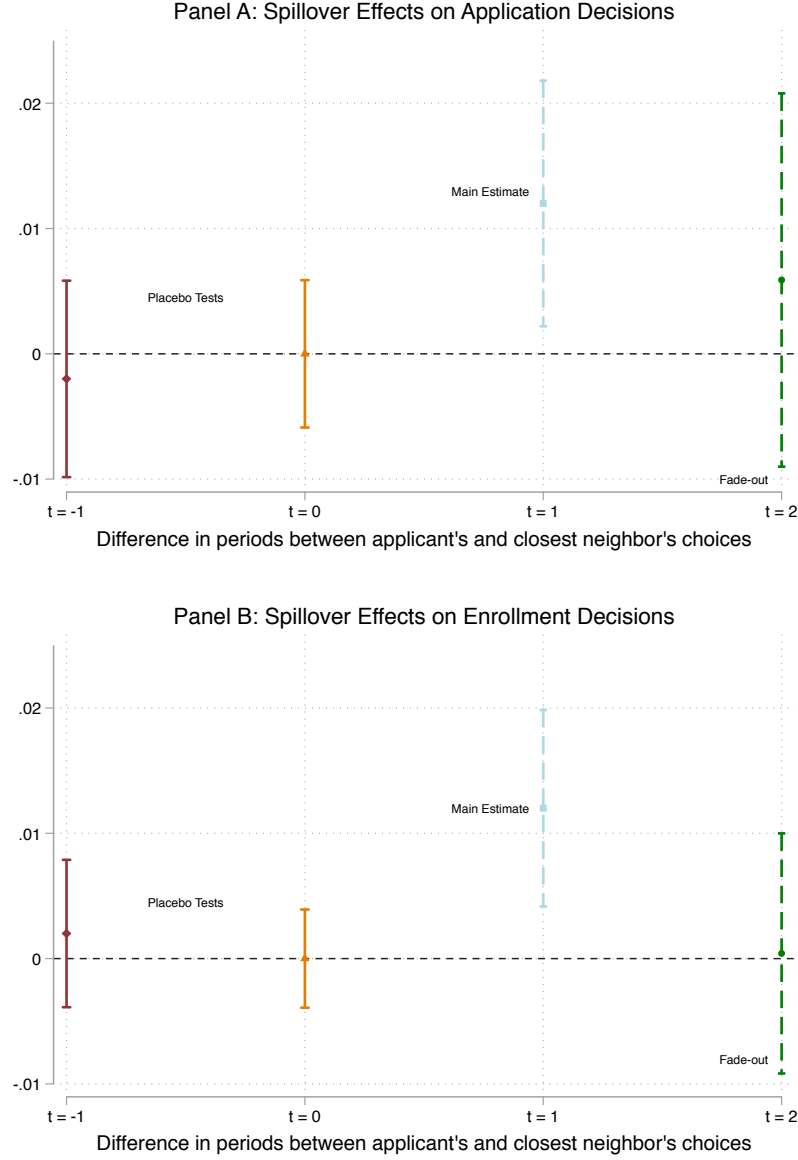 Panel A: Spillover Effects on Application Decisions
.02
Main Estimate
.01
Placebo Tests
0
-.01
Fade-out
t = -1
t = 0
t = 1
t = 2
Difference in periods between applicant's and closest neighbor's choices
Panel B: Spillover Effects on Enrollment Decisions
.02
Main Estimate
.01
Placebo Tests
0
Fade-out
-.01
t = -1
t = 0
t = 1
t = 2
Difference in periods between applicant's and closest neighbor's choices